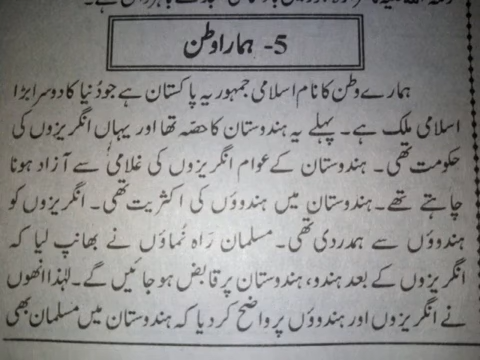 5- ہمارا وطن
ہمارے وطن کا نام اسلامی جمہوریہ پاکستان ہے جو دُنیا کا دوسرا بڑا
اسلامی ملک ہے۔ پہلے یہ ہندوستان کا حصّہ تھا اور یہاں انگریزوں کی
حکومت تھی۔ ہندوستان کے عوام انگریزوں کی غلامی سے آزاد ہونا
چاہتے تھے۔ ہندوستان میں ہندوؤں کی اکثریت تھی۔ انگریزوں کو
ہندوؤں سے ہمدردی تھی۔ مسلمان رَاہ نُماؤں نے بھانپ لیا کہ
انگریزوں کے بعد ہندو، ہندوستان پر قابض ہو جائیں گے۔ لہٰذا انھوں
نے انگریزوں اور ہندوؤں پر واضح کر دیا کہ ہندوستان میں مسلمان بھی